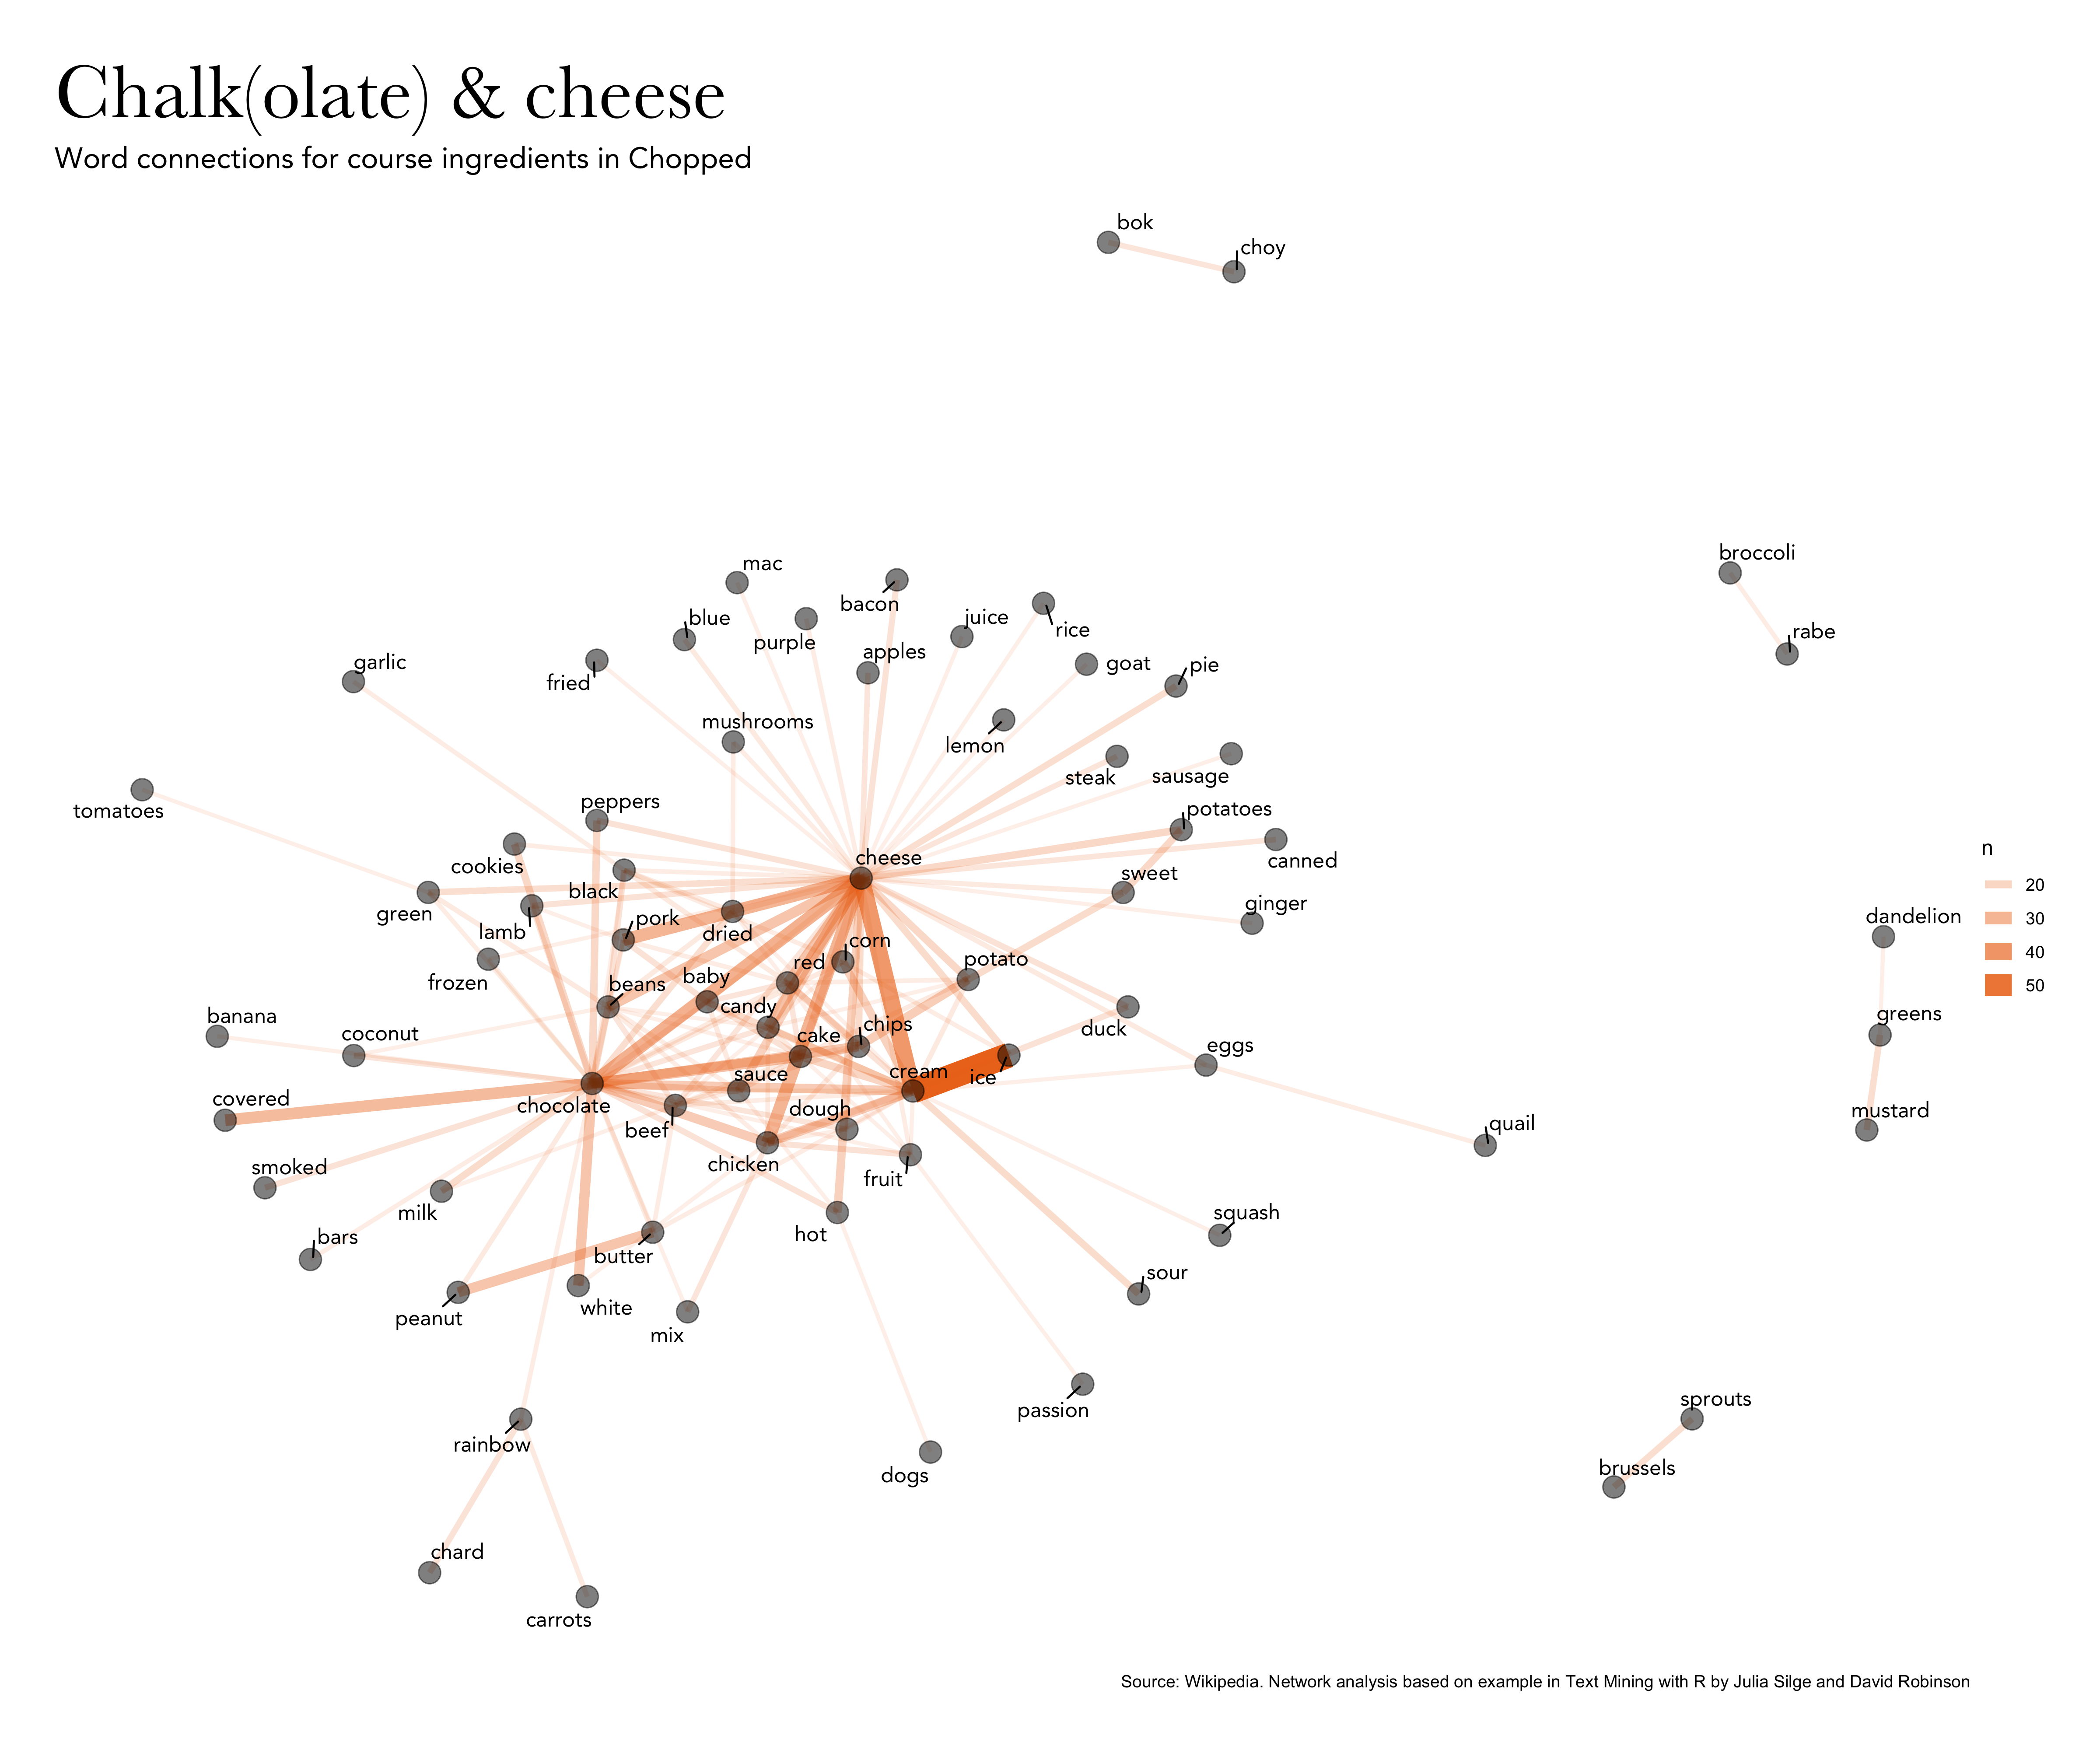 Chalk(olate) & cheese
Word connections for course ingredients in Chopped
bok
choy
broccoli
rabe
mac
bacon
blue
purple
juice
rice
apples
garlic
fried
goat
pie
mushrooms
lemon
steak
sausage
tomatoes
peppers
potatoes
cookies
cheese
canned
black
sweet
green
lamb
pork
dried
ginger
corn
frozen
red
potato
beans
baby
candy
banana
coconut
cake
chips
duck
sauce
cream
ice
eggs
covered
chocolate
dough
beef
smoked
chicken
fruit
quail
milk
hot
squash
bars
butter
sour
peanut
white
mix
passion
rainbow
dogs
chard
carrots
dandelion
greens
mustard
sprouts
brussels
n
20
30
40
50
Source: Wikipedia. Network analysis based on example in Text Mining with R by Julia Silge and David Robinson